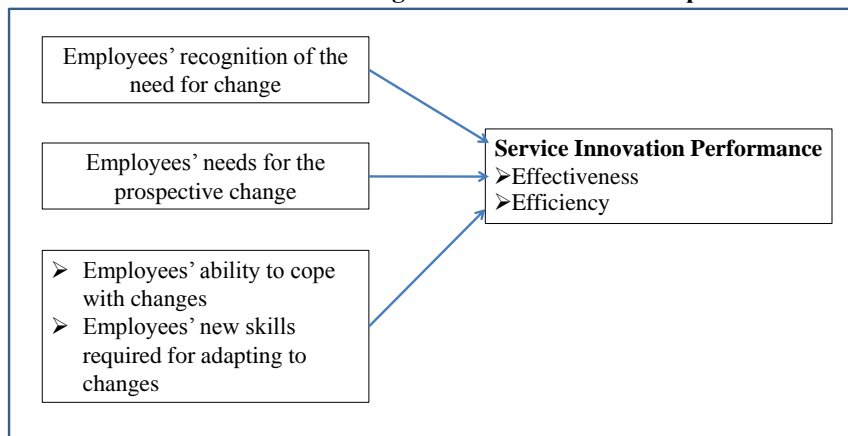 Employees’ recognition of the
need for change
Employees’ needs for the
prospective change
➢ Employees’ ability to cope
with changes
➢ Employees’ new skills
required for adapting to
changes
Service Innovation Performance
➢Effectiveness
➢Efficiency